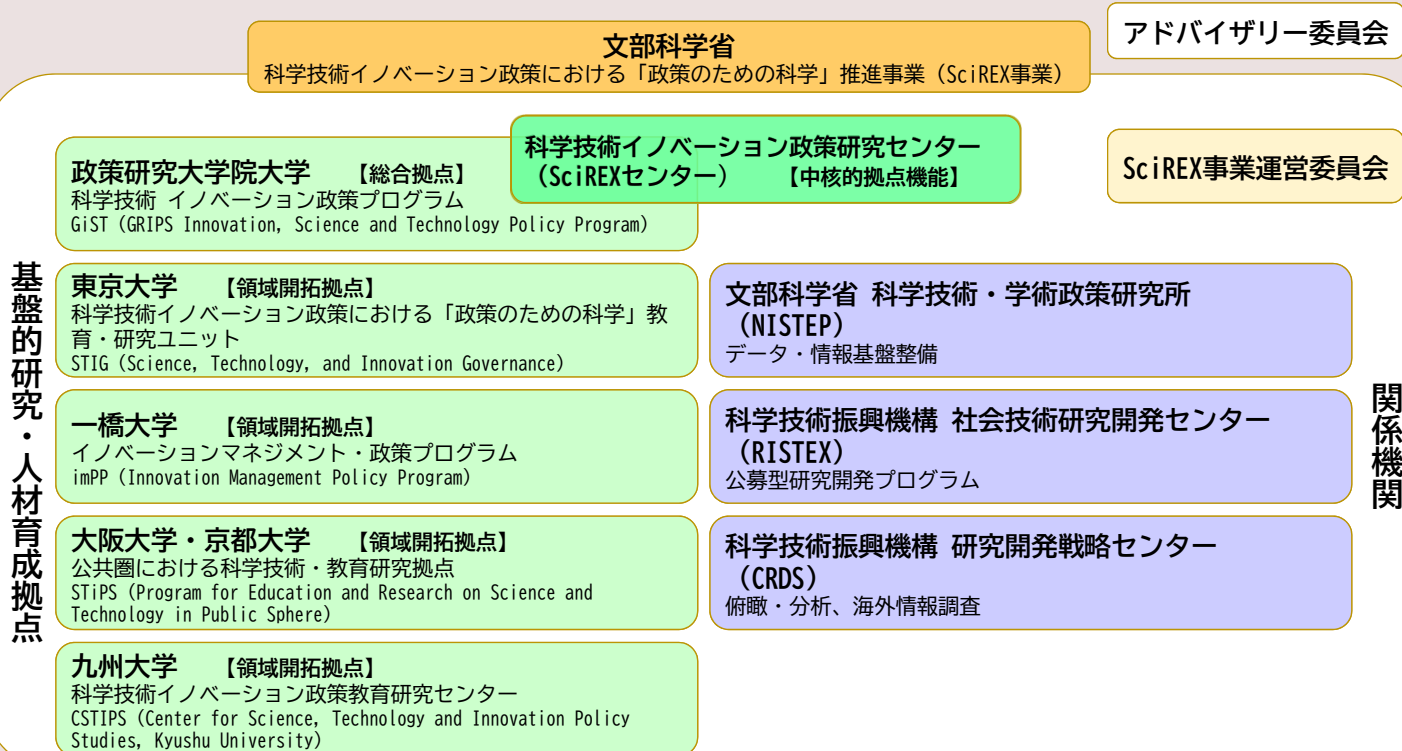 文部科学省
科学技術イノベーション政策における「政策のための科学」推進事業（SciREX事業）
アドバイザリー委員会
科学技術イノベーション政策研究センター
（SciREXセンター） 【中核的拠点機能】
SciREX事業運営委員会
基盤的研究・人材育成拠点
政策研究大学院大学 【総合拠点】
科学技術 イノベーション政策プログラム
GiST（GRIPS Innovation, Science and Technology Policy Program）
東京大学 【領域開拓拠点】
科学技術イノベーション政策における「政策のための科学」教
育・研究ユニット
STIG（Science, Technology, and Innovation Governance）
一橋大学 【領域開拓拠点】
イノベーションマネジメント・政策プログラム
imPP（Innovation Management Policy Program）
大阪大学・京都大学 【領域開拓拠点】
公共圏における科学技術・教育研究拠点
STiPS（Program for Education and Research on Science and
Technology in Public Sphere）
九州大学 【領域開拓拠点】
科学技術イノベーション政策教育研究センター
CSTIPS（Center for Science, Technology and Innovation Policy
Studies, Kyushu University）
文部科学省 科学技術・学術政策研究所
（NISTEP）
データ・情報基盤整備
科学技術振興機構 社会技術研究開発センター
（RISTEX）
公募型研究開発プログラム
科学技術振興機構 研究開発戦略センター
（CRDS）
俯瞰・分析、海外情報調査
関係機関